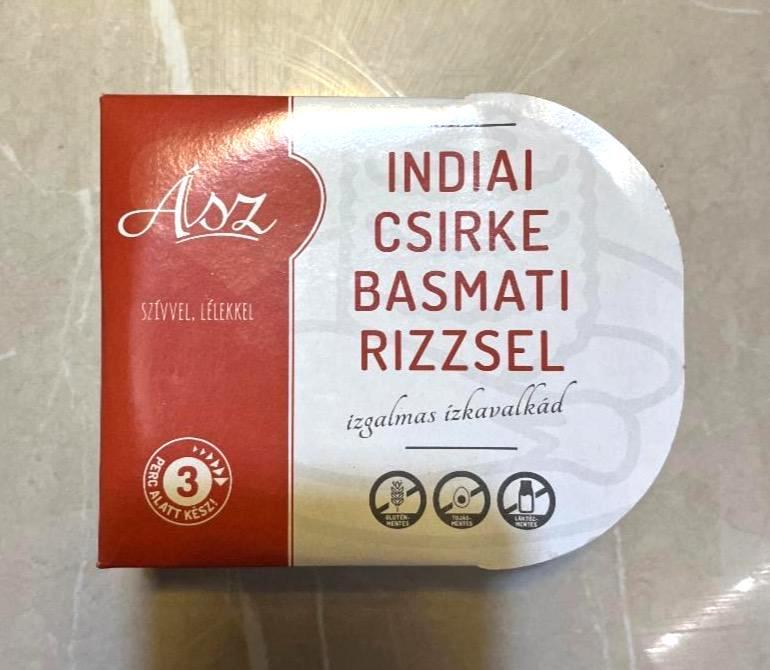 Ász
SZÍVVEL, LÉLEKKEL
3
PERC ALATT KÉSZ!
INDIAI
CSIRKE
BASMATI
RIZZSEL
izgalmas ízkavalkád
GLUTÉN-
MENTES
TOJÁS-
MENTES
LAKTÓZ-
MENTES